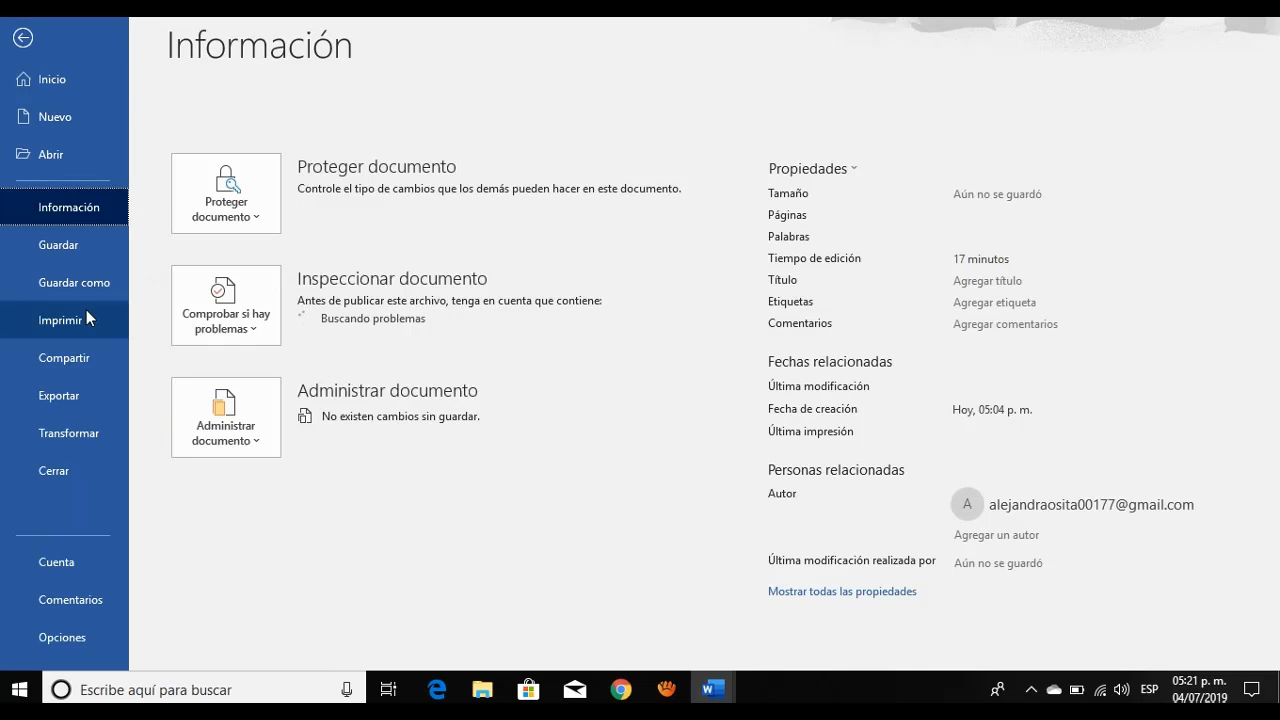 Información
Inicio
Nuevo
Abrir
Información
Guardar
Guardar como
Imprimir
Compartir
Exportar
Transformar
Cerrar
Cuenta
Comentarios
Opciones
Proteger
documento
Proteger documento
Controle el tipo de cambios que los demás pueden hacer en este documento.
Comprobar si hay
problemas
Inspeccionar documento
Antes de publicar este archivo, tenga en cuenta que contiene:
Buscando problemas
Administrar
documento
Administrar documento
No existen cambios sin guardar.
Propiedades
Tamaño Aún no se guardó
Páginas
Palabras
Tiempo de edición 17 minutos
Título Agregar título
Etiquetas Agregar etiqueta
Comentarios Agregar comentarios
Fechas relacionadas
Última modificación
Fecha de creación Hoy, 05:04 p. m.
Última impresión
Personas relacionadas
Autor
A alejandraosita00177@gmail.com
Agregar un autor
Última modificación realizada por Aún no se guardó
Mostrar todas las propiedades
Escribe aquí para buscar
ESP
05:21 p. m.
04/07/2019